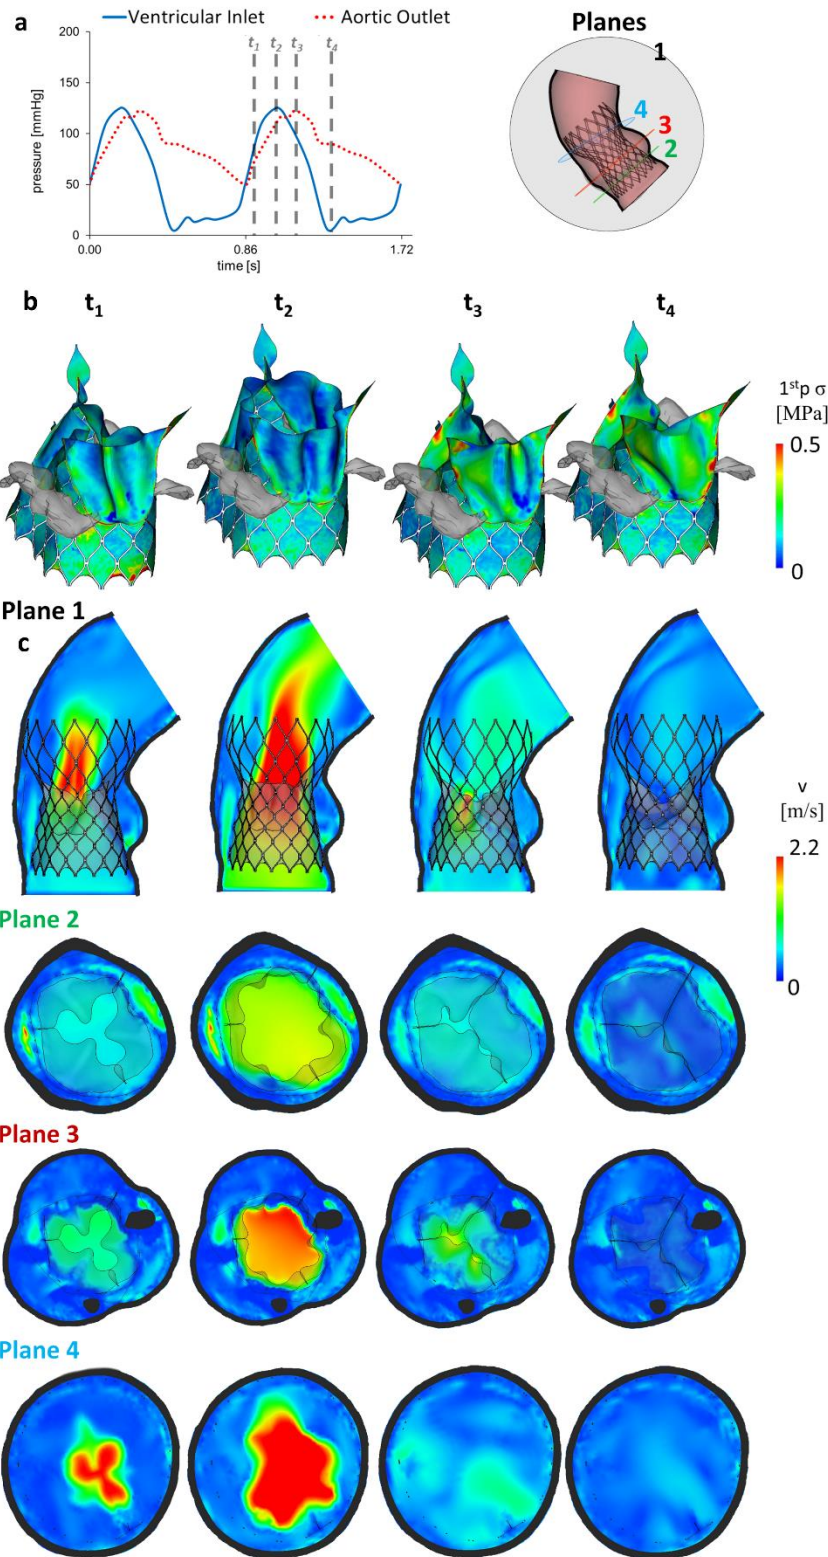 a
Ventricular Inlet
Aortic Outlet
200
150
100
50
0
pressure [mmHg]
t1 t2 t3 t4
0.00 0.86 1.72
time [s]
Planes
1
4
3
2
b
t1 t2 t3 t4
1st p σ
[MPa]
0.5
0
Plane 1
c
v
[m/s]
2.2
0
Plane 2
Plane 3
Plane 4